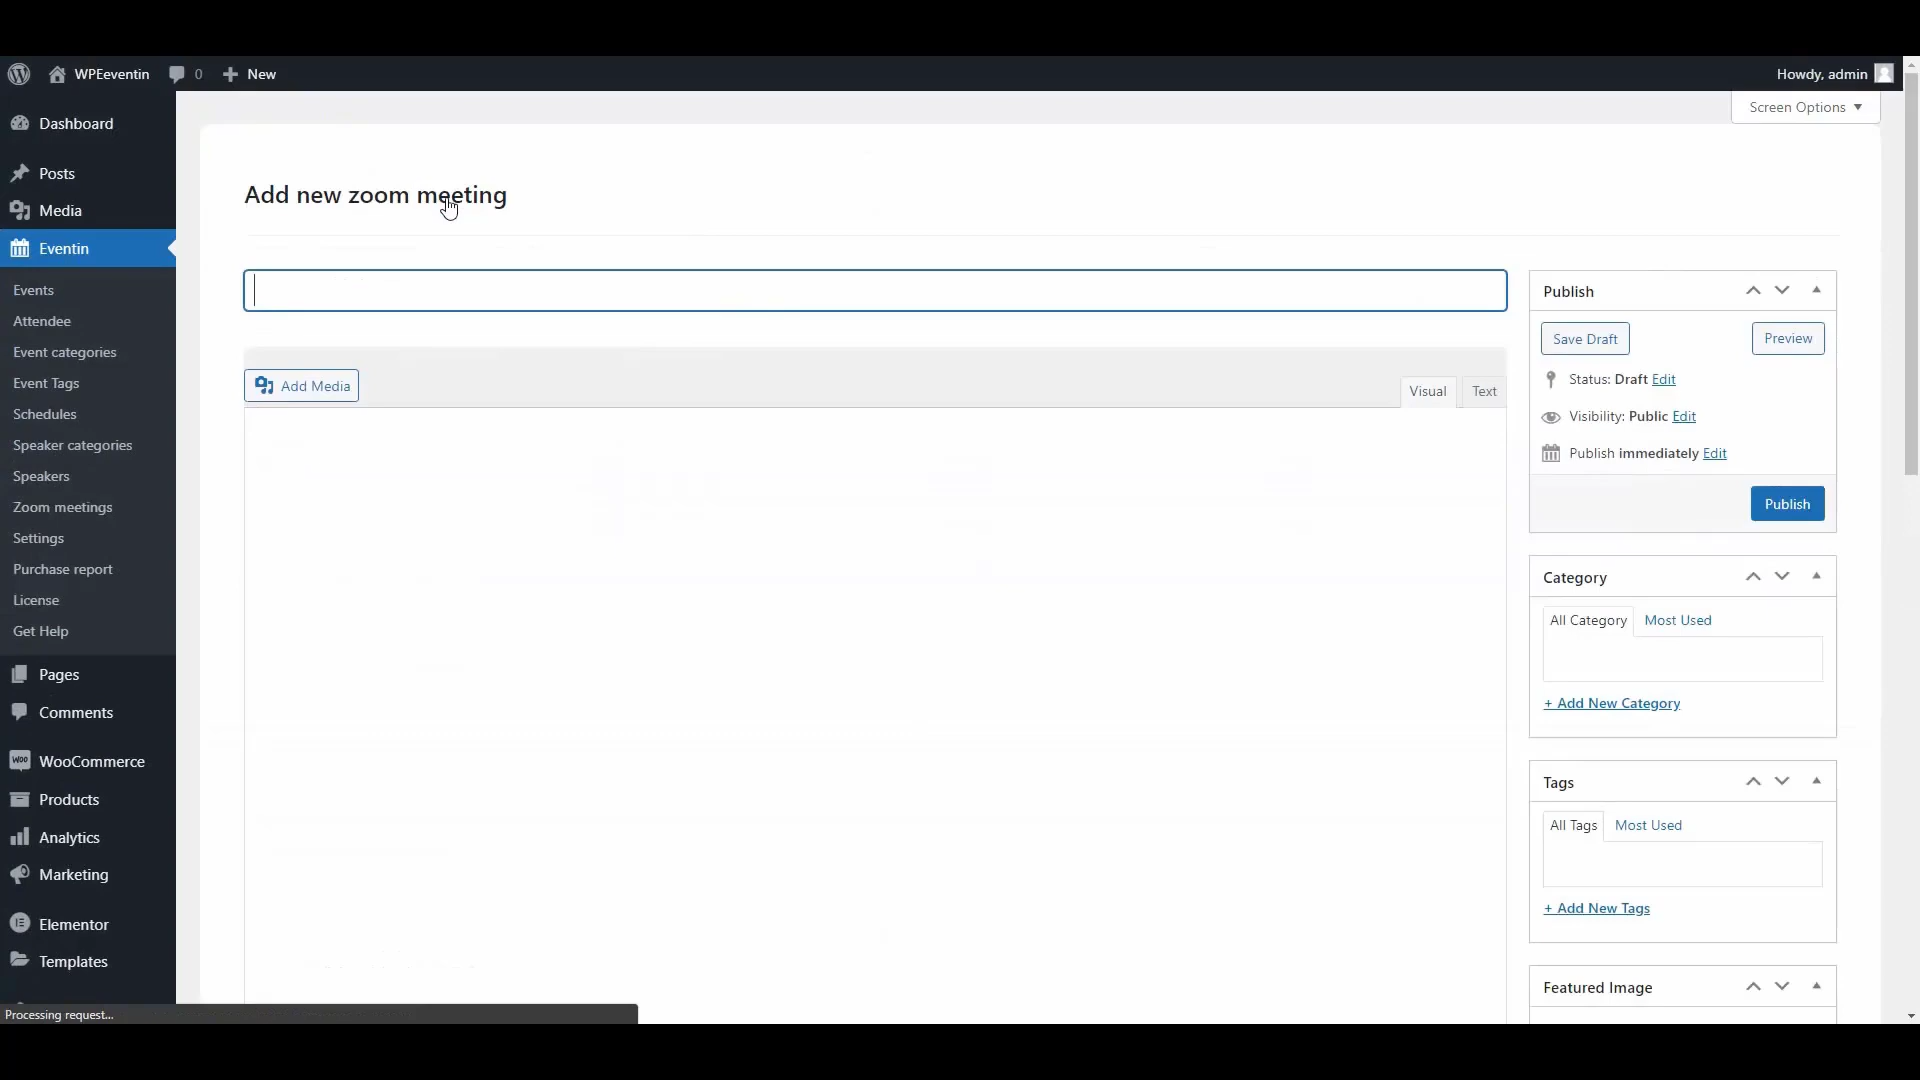 WPEeventin
0
New
Howdy, admin
Screen Options
Dashboard
Posts
Media
Eventin
Events
Attendee
Event categories
Event Tags
Schedules
Speaker categories
Speakers
Zoom meetings
Settings
Purchase report
License
Get Help
Pages
Comments
WooCommerce
Products
Analytics
Marketing
Elementor
Templates
Processing request...
Add new zoom meeting
Add Media
Visual
Text
Publish
Save Draft
Preview
Status: Draft Edit
Visibility: Public Edit
Publish immediately Edit
Publish
Category
All Category
Most Used
+ Add New Category
Tags
All Tags
Most Used
+ Add New Tags
Featured Image